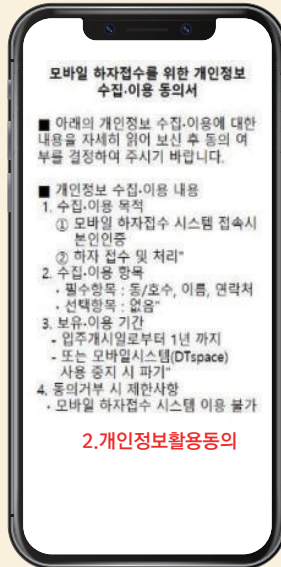 모바일 하자접수를 위한 개인정보
수집·이용 동의서
■ 아래의 개인정보 수집·이용에 대한
내용을 자세히 읽어 보신 후 동의 여
부를 결정하여 주시기 바랍니다.
■ 개인정보 수집·이용 내용
1. 수집·이용 목적
① 모바일 하자접수 시스템 접속시
본인인증
② 하자 접수 및 처리"
2. 수집·이용 항목
· 필수항목 : 동/호수, 이름, 연락처
· 선택항목 : 없음"
3. 보유·이용 기간
- 입주개시일로부터 1년 까지
- 또는 모바일시스템(DTspace)
사용 중지 시 파기"
4. 동의거부 시 제한사항
· 모바일 하자접수 시스템 이용 불가
2.개인정보활용동의